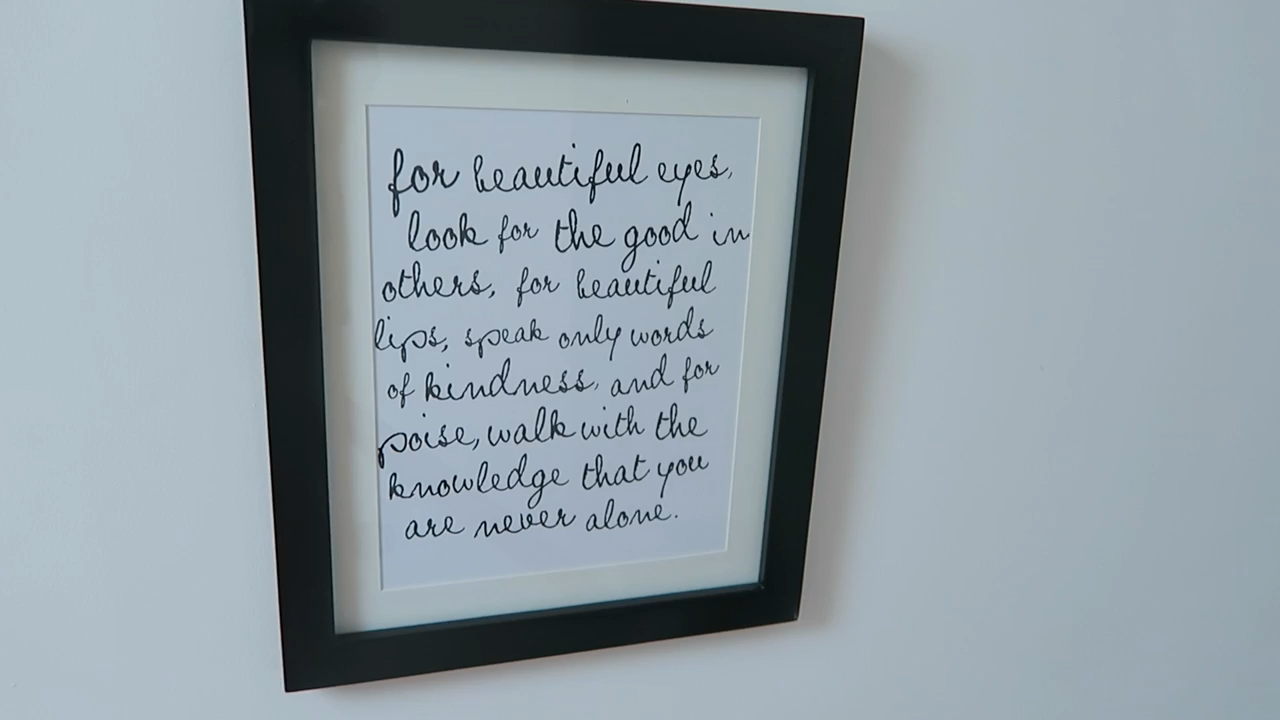 for beautiful eyes,
look for the good in
others, for beautiful
lips, speak only words
of kindness, and for
poise, walk with the
knowledge that you
are never alone.